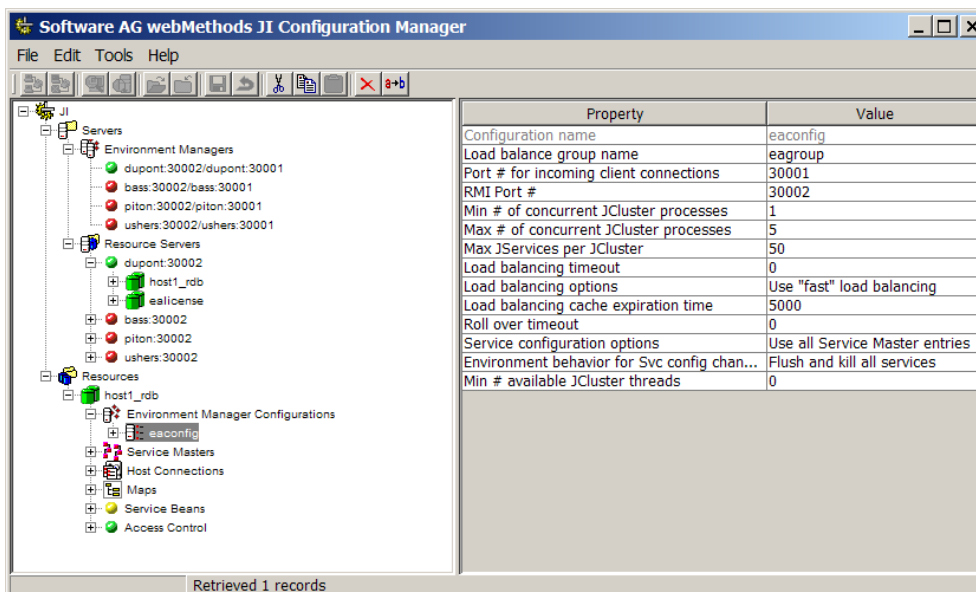 Software AG webMethods JI Configuration Manager
File Edit Tools Help
a→b
JI
Servers
Environment Managers
dupont:30002/dupont:30001
bass:30002/bass:30001
piton:30002/piton:30001
ushers:30002/ushers:30001
Resource Servers
dupont:30002
host1_rdb
ealicense
bass:30002
piton:30002
ushers:30002
Resources
host1_rdb
Environment Manager Configurations
eaconfig
Service Masters
Host Connections
Maps
Service Beans
Access Control
Property Value
Configuration name eaconfig
Load balance group name eagroup
Port # for incoming client connections 30001
RMI Port # 30002
Min # of concurrent JCluster processes 1
Max # of concurrent JCluster processes 5
Max JServices per JCluster 50
Load balancing timeout 0
Load balancing options Use "fast" load balancing
Load balancing cache expiration time 5000
Roll over timeout 0
Service configuration options Use all Service Master entries
Environment behavior for Svc config chan... Flush and kill all services
Min # available JCluster threads 0
Retrieved 1 records